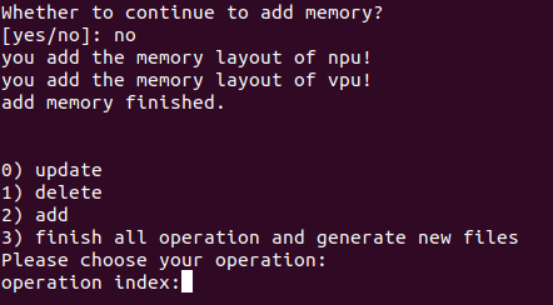 Whether to continue to add memory?
[yes/no]: no
you add the memory layout of npu!
you add the memory layout of vpu!
add memory finished.
0) update
1) delete
2) add
3) finish all operation and generate new files
Please choose your operation:
operation index: